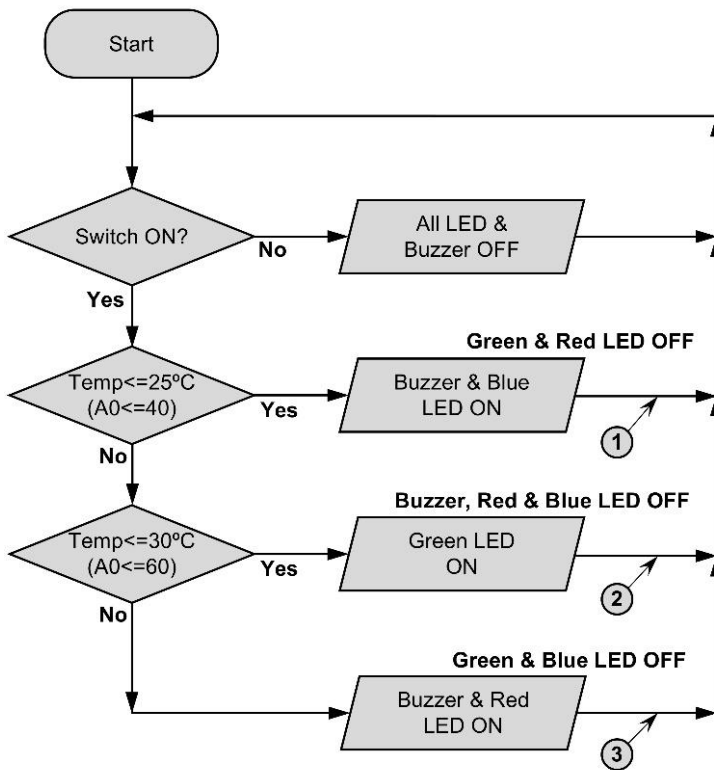 Start
Switch ON?
No
All LED &
Buzzer OFF
Yes
Green & Red LED OFF
Temp<=25ºC
(A0<=40)
Yes
Buzzer & Blue
LED ON
1
No
Buzzer, Red & Blue LED OFF
Temp<=30ºC
(A0<=60)
Yes
Green LED
ON
2
No
Green & Blue LED OFF
Buzzer & Red
LED ON
3